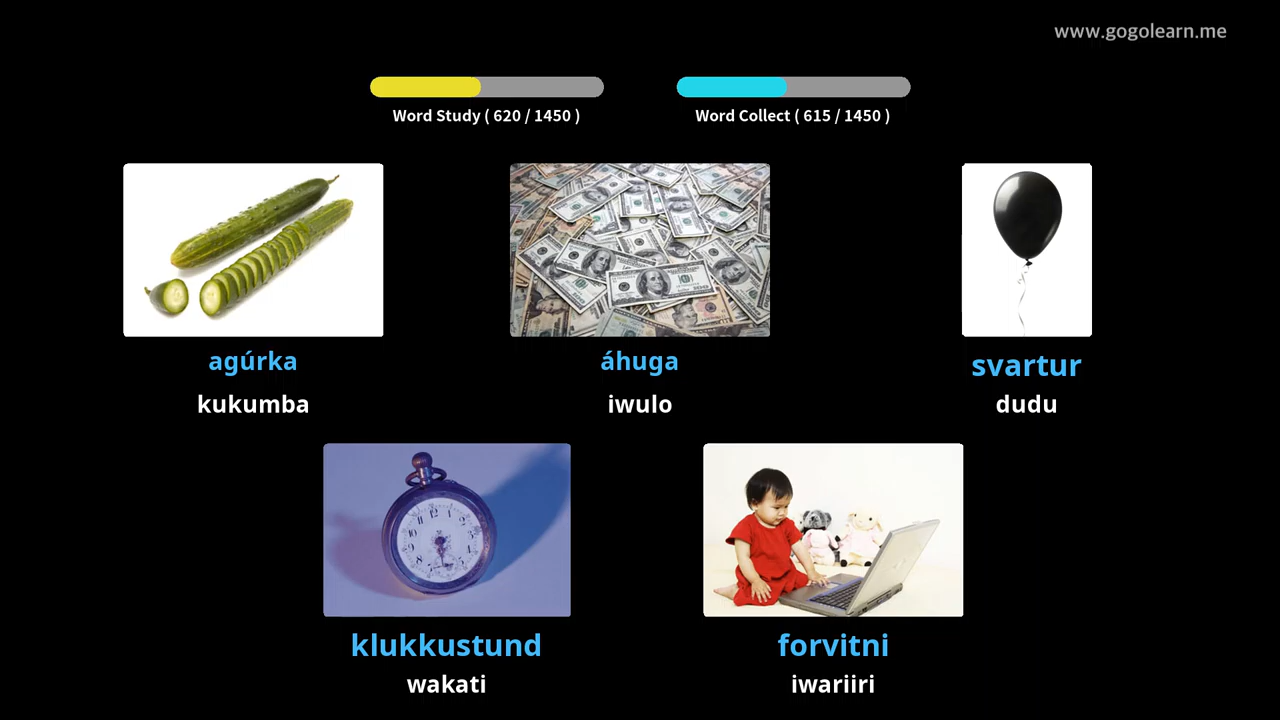 www.gogolearn.me
Word Study ( 620 / 1450 )
Word Collect ( 615 / 1450 )
agúrka
áhuga
svartur
kukumba
iwulo
dudu
klukkustund
forvitni
wakati
iwariiri